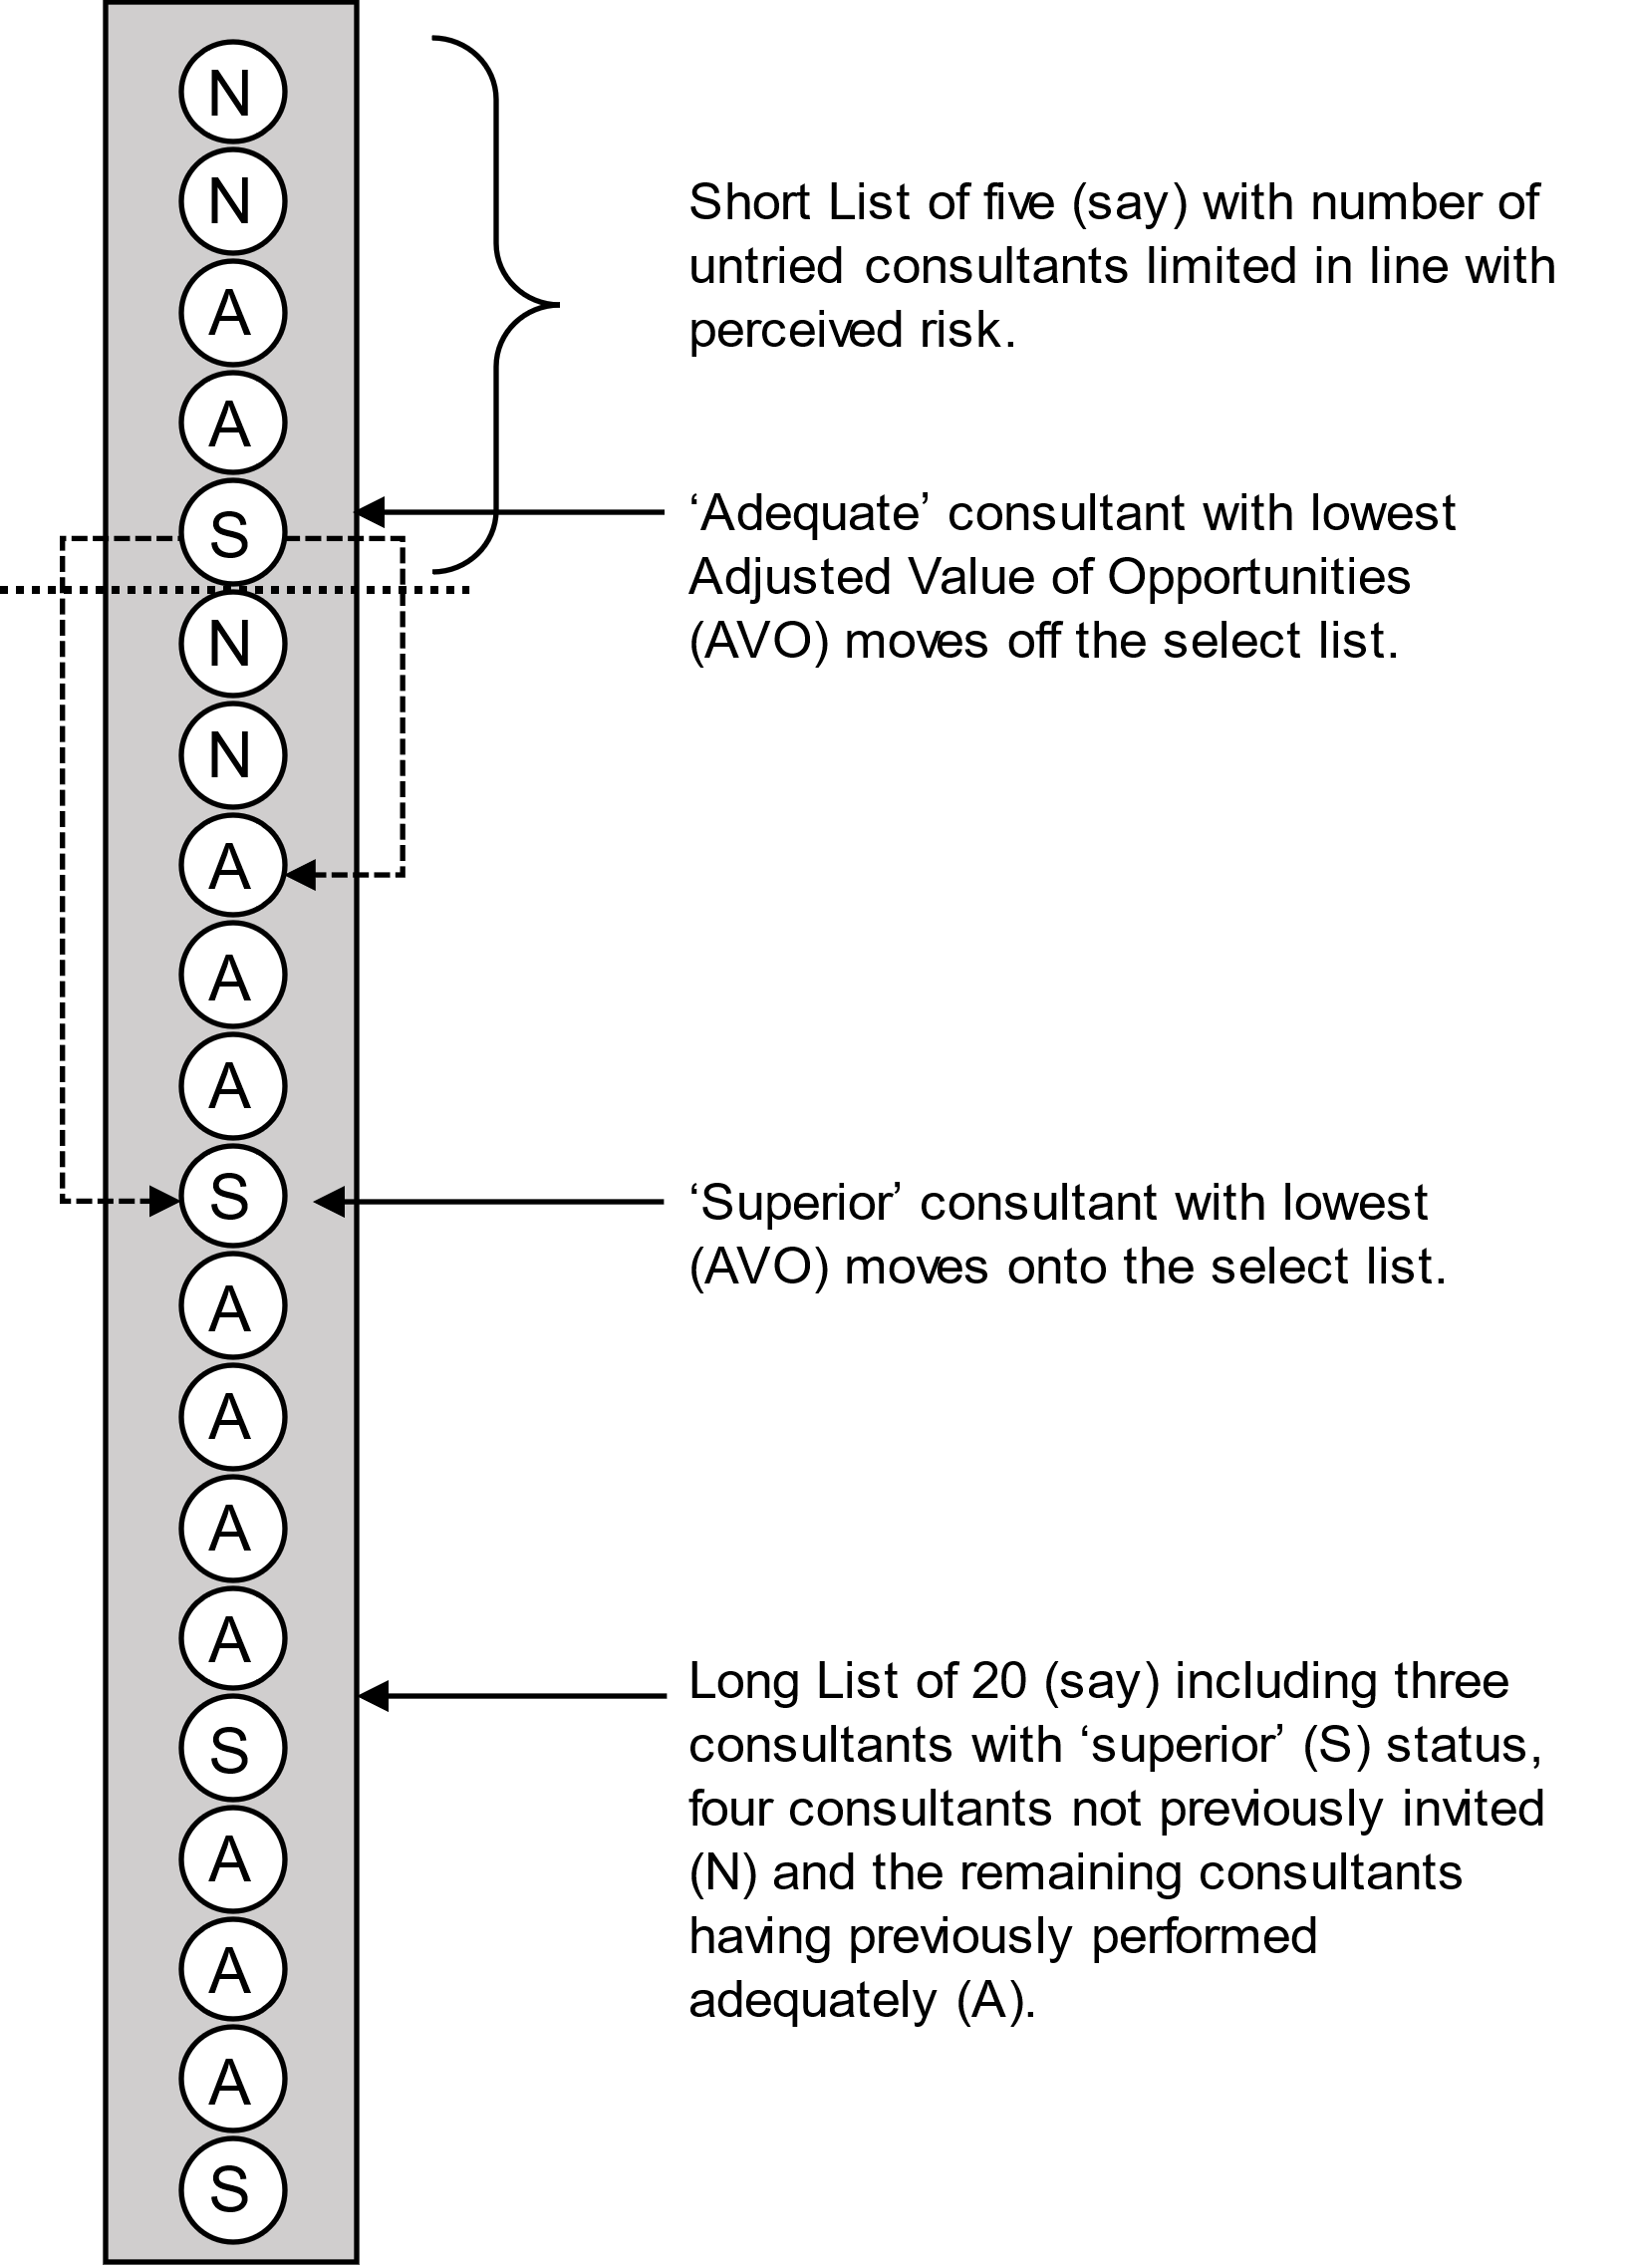 N
N
Short List of five (say) with number of
untried consultants limited in line with
perceived risk.
A
A
S
‘Adequate’ consultant with lowest
Adjusted Value of Opportunities
(AVO) moves off the select list.
N
N
A
A
A
S
‘Superior’ consultant with lowest
(AVO) moves onto the select list.
A
A
A
A
S
Long List of 20 (say) including three
consultants with ‘superior’ (S) status,
four consultants not previously invited
(N) and the remaining consultants
having previously performed
adequately (A).
A
A
A
S